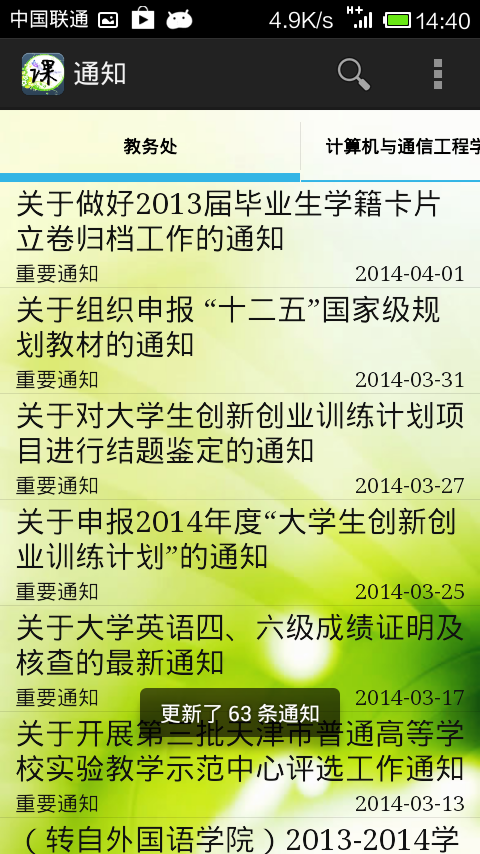 中国联通 4.9K/s H+ 14:40
课 通知
教务处 计算机与通信工程学
关于做好2013届毕业生学籍卡片
立卷归档工作的通知
重要通知 2014-04-01
关于组织申报 “十二五”国家级规
划教材的通知
重要通知 2014-03-31
关于对大学生创新创业训练计划项
目进行结题鉴定的通知
重要通知 2014-03-27
关于申报2014年度“大学生创新创
业训练计划”的通知
重要通知 2014-03-25
关于大学英语四、六级成绩证明及
核查的最新通知
重要通知 2014-03-17
更新了 63 条通知
关于开展第三批天津市普通高等学
校实验教学示范中心评选工作通知
重要通知 2014-03-13
（转自外国语学院）2013-2014学